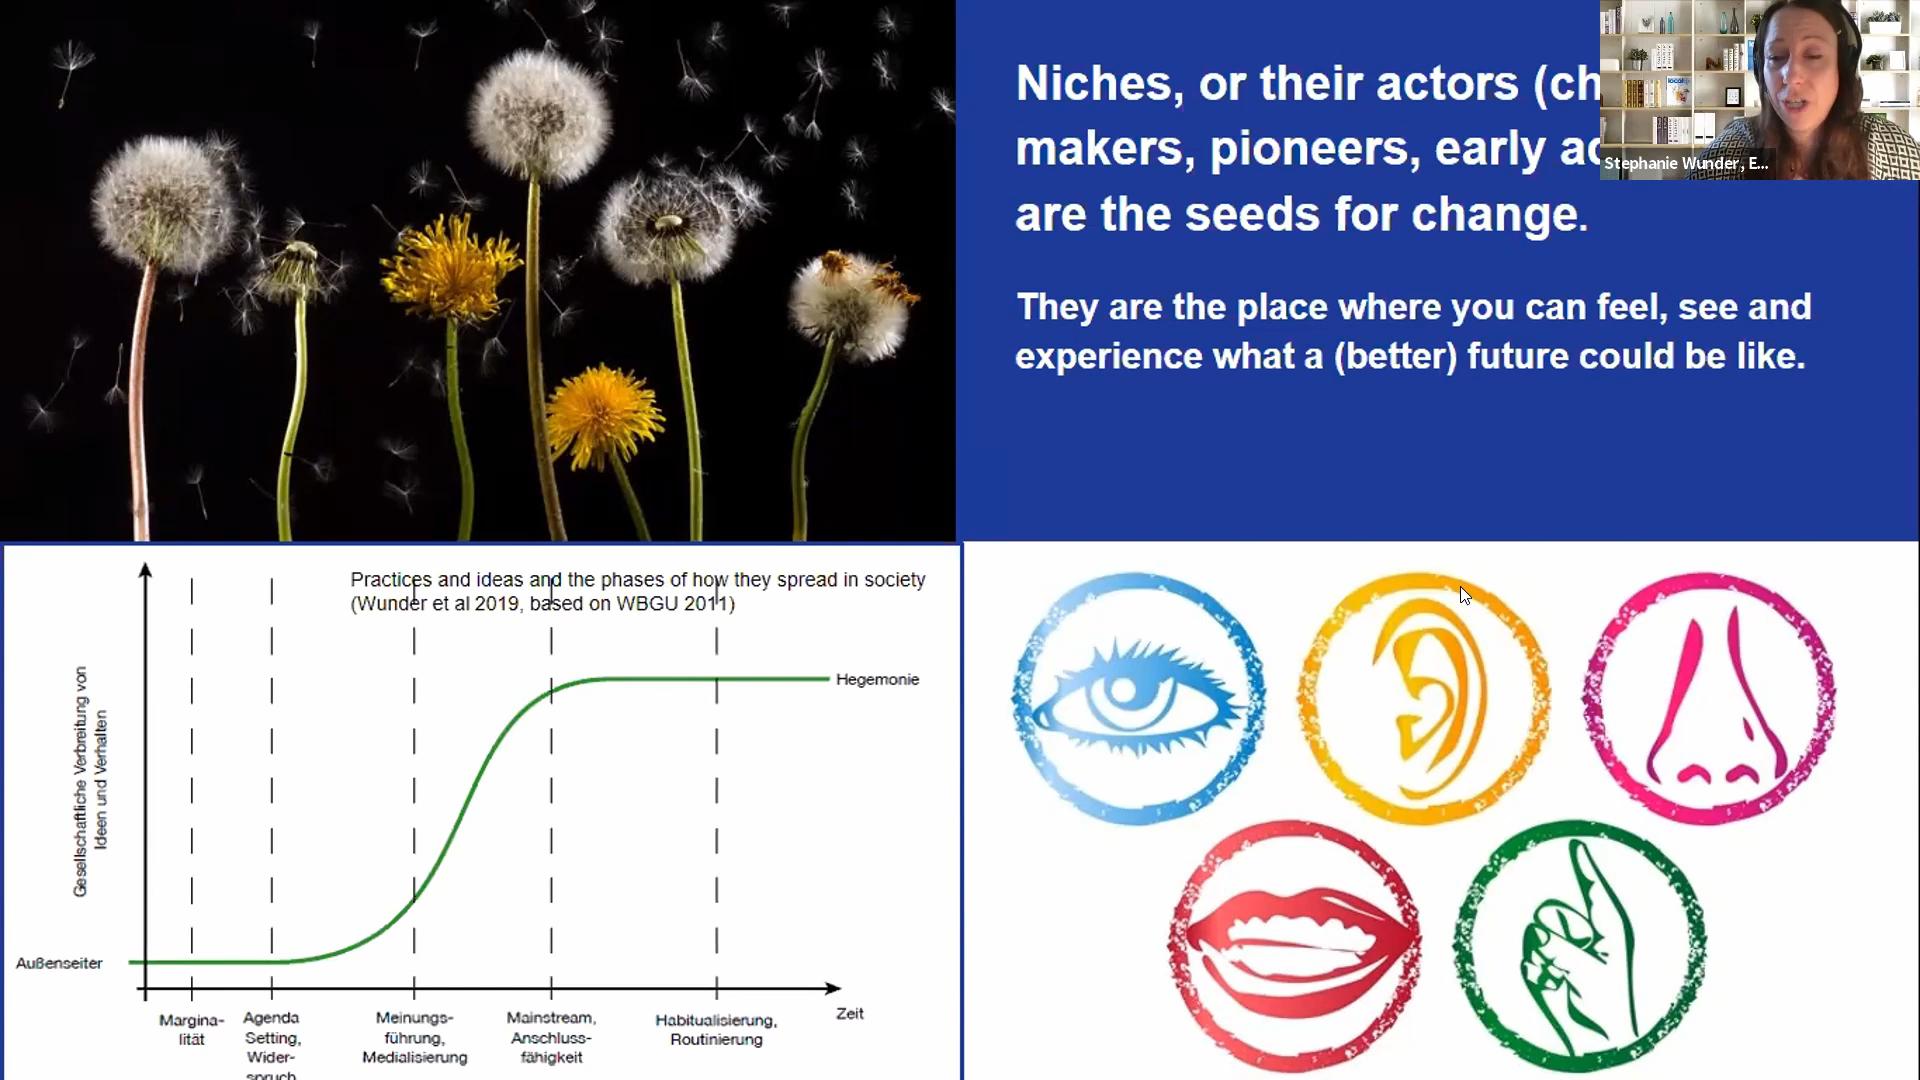 Niches, or their actors (ch
makers, pioneers, early ad
are the seeds for change.
They are the place where you can feel, see and
experience what a (better) future could be like.
Stephanie Wunder, E...
Practices and ideas and the phases of how they spread in society
(Wunder et al 2019, based on WBGU 2011)
Gesellschaftliche Verbreitung von
Ideen und Verhalten
Hegemonie
Außenseiter
Zeit
Margina-
lität
Agenda
Setting,
Wider-
spruch
Meinungs-
führung,
Medialisierung
Mainstream,
Anschluss-
fähigkeit
Habitualisierung,
Routinierung